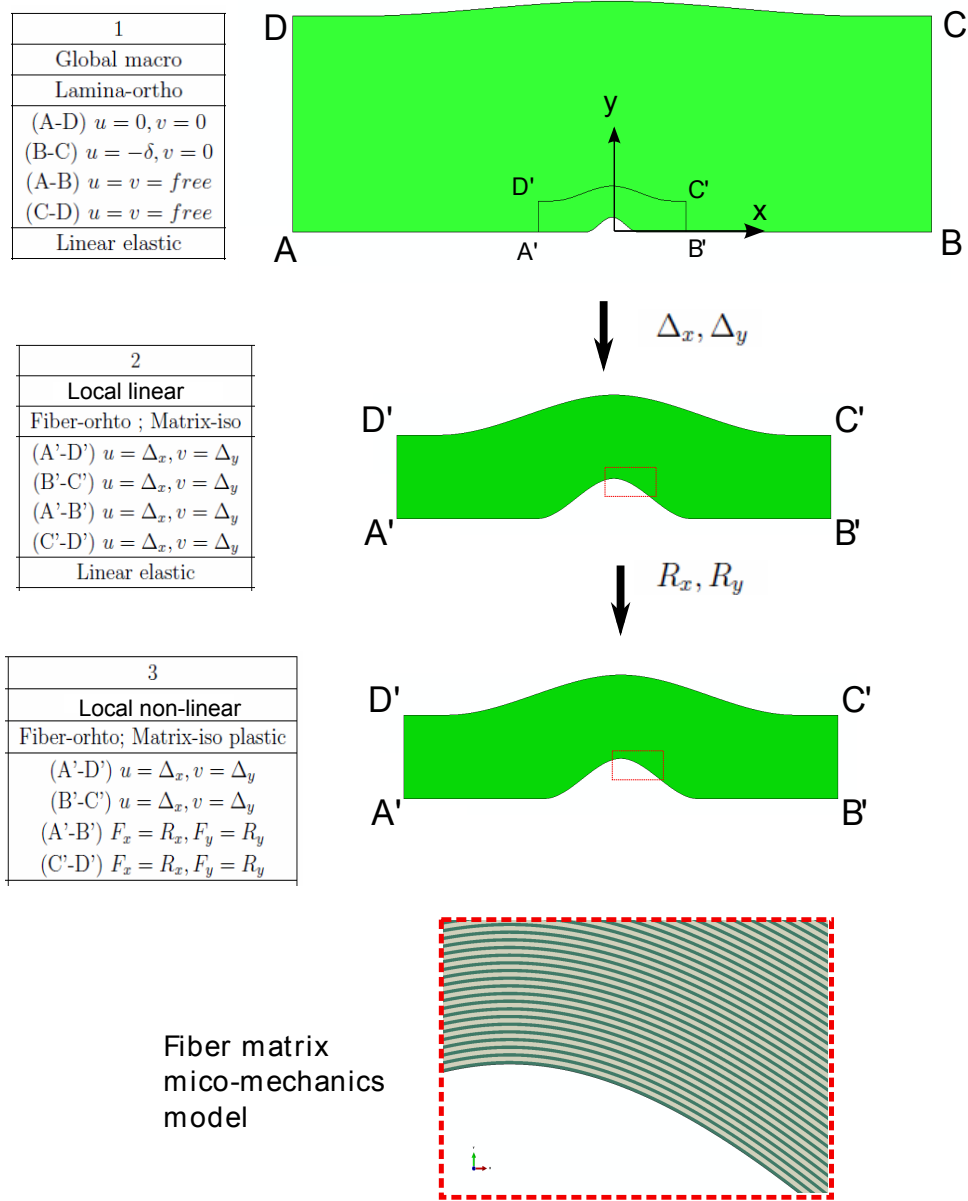 1
Global macro
Lamina-ortho
(A-D) u = 0, v = 0
(B-C) u = −δ, v = 0
(A-B) u = v = free
(C-D) u = v = free
Linear elastic
D
C
y
D'
C'
x
A
A'
B'
B
Δx, Δy
2
Local linear
Fiber-orhto ; Matrix-iso
(A'-D') u = Δx, v = Δy
(B'-C') u = Δx, v = Δy
(A'-B') u = Δx, v = Δy
(C'-D') u = Δx, v = Δy
Linear elastic
D'
C'
A'
B'
Rx, Ry
3
Local non-linear
Fiber-orhto; Matrix-iso plastic
(A'-D') u = Δx, v = Δy
(B'-C') u = Δx, v = Δy
(A'-B') Fx = Rx, Fy = Ry
(C'-D') Fx = Rx, Fy = Ry
D'
C'
A'
B'
Fiber matrix
mico-mechanics
model